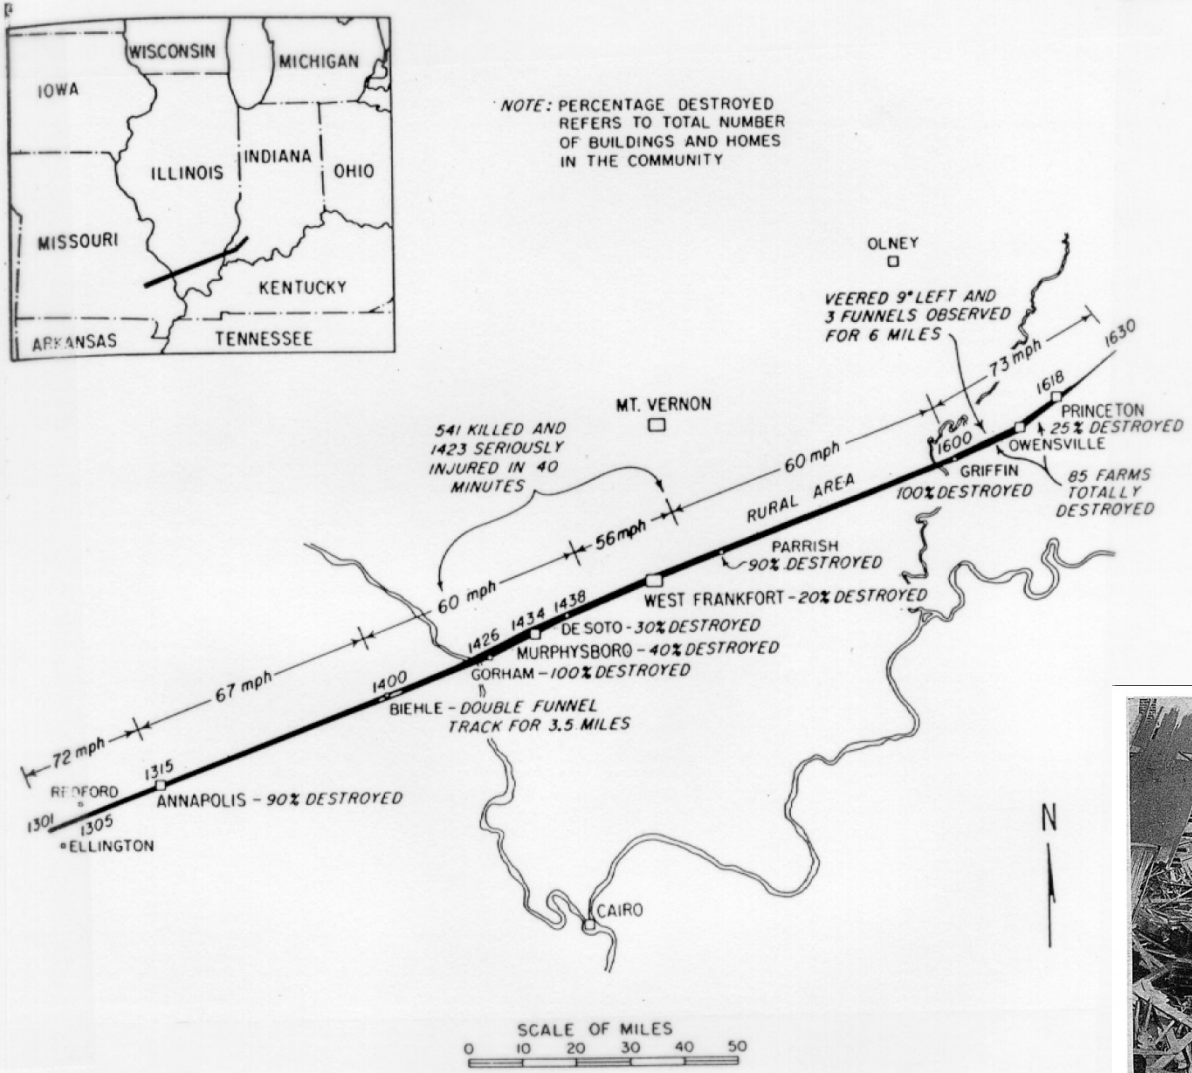 WISCONSIN
MICHIGAN
IOWA
ILLINOIS
INDIANA
OHIO
MISSOURI
KENTUCKY
ARKANSAS
TENNESSEE
NOTE: PERCENTAGE DESTROYED
REFERS TO TOTAL NUMBER
OF BUILDINGS AND HOMES
IN THE COMMUNITY
OLNEY
VEERED 9° LEFT AND
3 FUNNELS OBSERVED
FOR 6 MILES
73 mph
1630
1618
PRINCETON
25% DESTROYED
OWENSVILLE
1600
GRIFFIN
100% DESTROYED
85 FARMS
TOTALLY
DESTROYED
MT. VERNON
541 KILLED AND
1423 SERIOUSLY
INJURED IN 40
MINUTES
60 mph
RURAL AREA
56 mph
PARRISH
90% DESTROYED
WEST FRANKFORT - 20% DESTROYED
60 mph
1438
DE SOTO - 30% DESTROYED
1434
MURPHYSBORO - 40% DESTROYED
1426
GORHAM - 100% DESTROYED
67 mph
1400
BIEHLE - DOUBLE FUNNEL
TRACK FOR 3.5 MILES
72 mph
1315
ANNAPOLIS - 90% DESTROYED
REDFORD
1301
1305
ELLINGTON
N
CAIRO
SCALE OF MILES
0 10 20 30 40 50